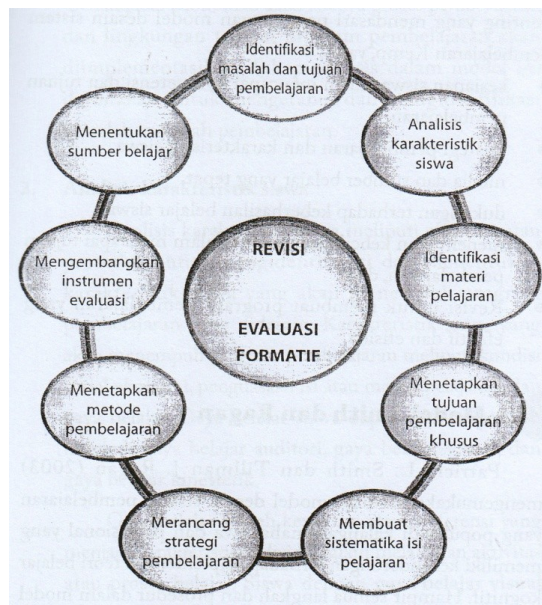 Identifikasi
masalah dan tujuan
pembelajaran
Analisis
karakteristik
siswa
Identifikasi
materi
pelajaran
Menetapkan
tujuan
pembelajaran
khusus
Membuat
sistematika isi
pelajaran
Merancang
strategi
pembelajaran
Menetapkan
metode
pembelajaran
Mengembangkan
instrumen
evaluasi
Menentukan
sumber belajar
REVISI
EVALUASI
FORMATIF